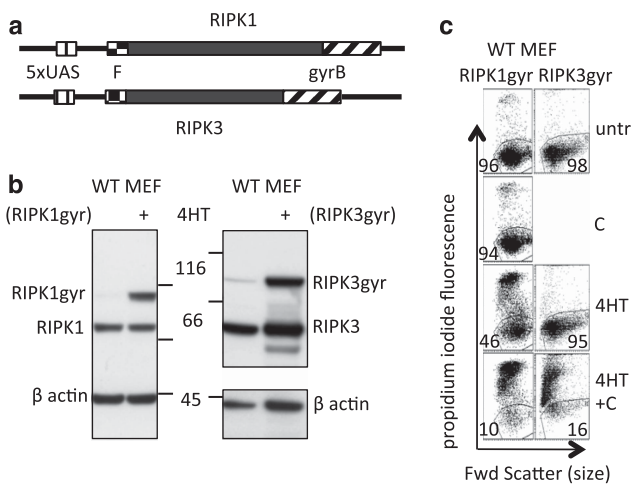 a
RIPK1
5xUAS F gyrB
RIPK3
b
WT MEF WT MEF
(RIPK1gyr) + 4HT + (RIPK3gyr)
116
RIPK1gyr RIPK3gyr
RIPK1 66 RIPK3
β actin 45 β actin
c
WT MEF
RIPK1gyr RIPK3gyr
untr
96 98
C
94
4HT
46 95
4HT
+C
10 16
propidium iodide fluorescence
Fwd Scatter (size)